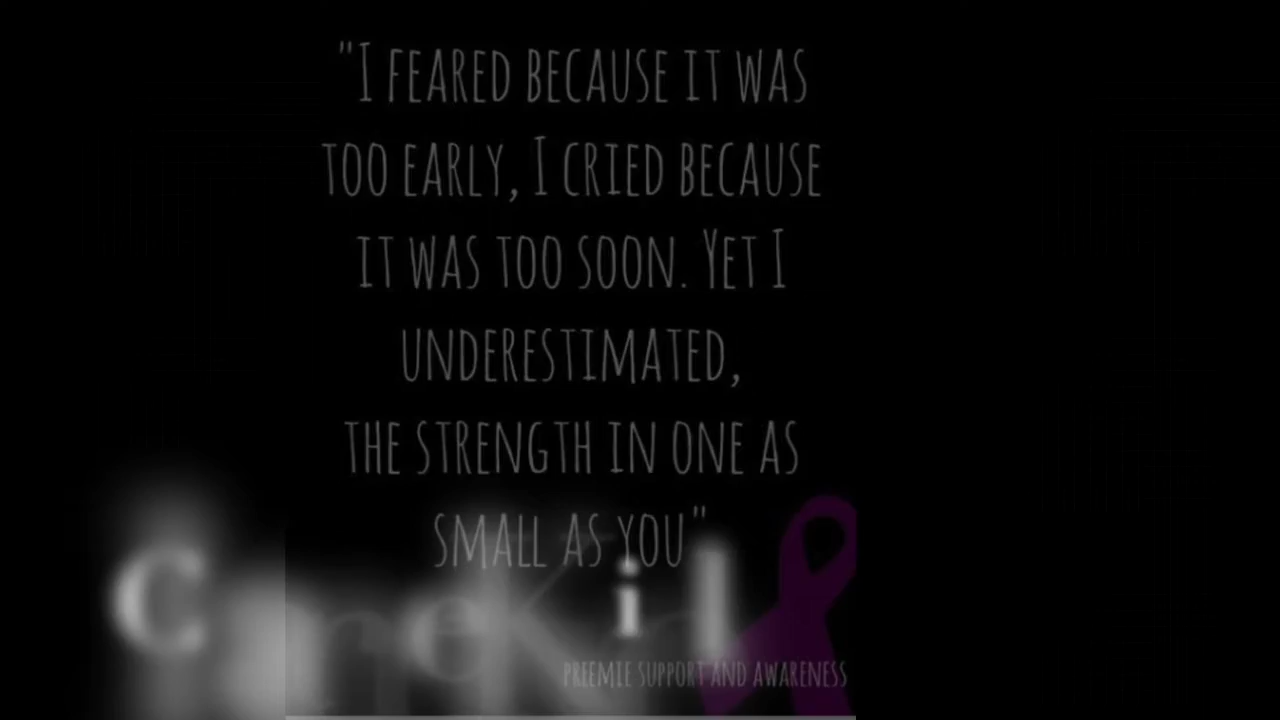 "I FEARED BECAUSE IT WAS
TOO EARLY, I CRIED BECAUSE
IT WAS TOO SOON. YET I
UNDERESTIMATED,
THE STRENGTH IN ONE AS
SMALL AS YOU"
PREEMIE SUPPORT AND AWARENESS